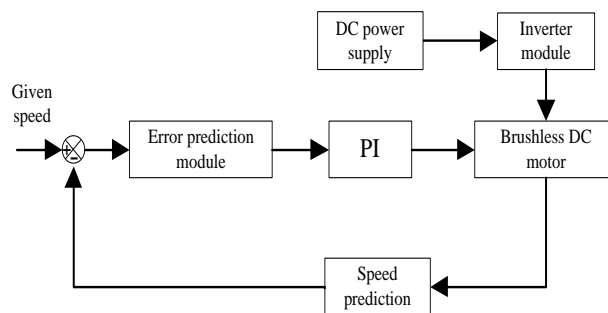 DC power
supply
Inverter
module
Given
speed
+
-
Error prediction
module
PI
Brushless DC
motor
Speed
prediction